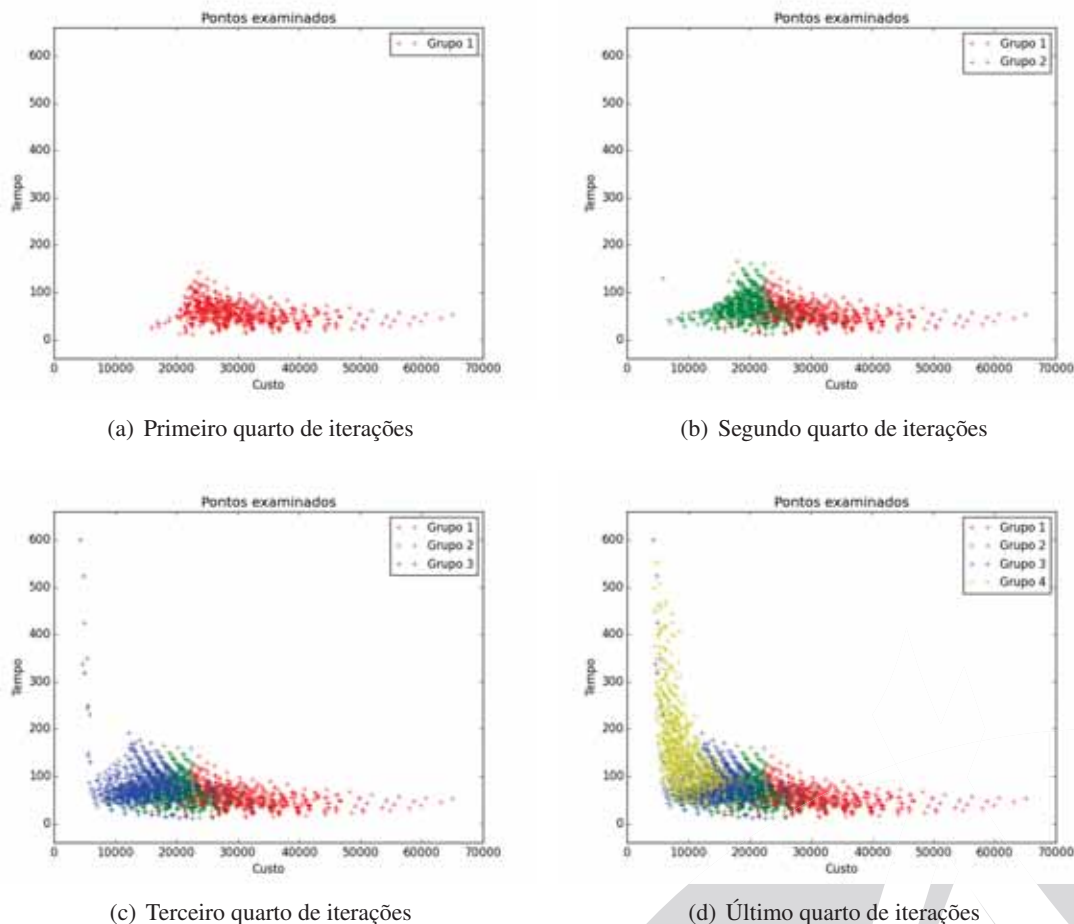 Pontos examinados
Grupo 1
600
500
400
300
200
100
0
Tempo
0 10000 20000 30000 40000 50000 60000 70000
Custo
(a) Primeiro quarto de iterações
Pontos examinados
Grupo 1
Grupo 2
600
500
400
300
200
100
0
Tempo
0 10000 20000 30000 40000 50000 60000 70000
Custo
(b) Segundo quarto de iterações
Pontos examinados
Grupo 1
Grupo 2
Grupo 3
600
500
400
300
200
100
0
Tempo
0 10000 20000 30000 40000 50000 60000 70000
Custo
(c) Terceiro quarto de iterações
Pontos examinados
Grupo 1
Grupo 2
Grupo 3
Grupo 4
600
500
400
300
200
100
0
Tempo
0 10000 20000 30000 40000 50000 60000 70000
Custo
(d) Último quarto de iterações